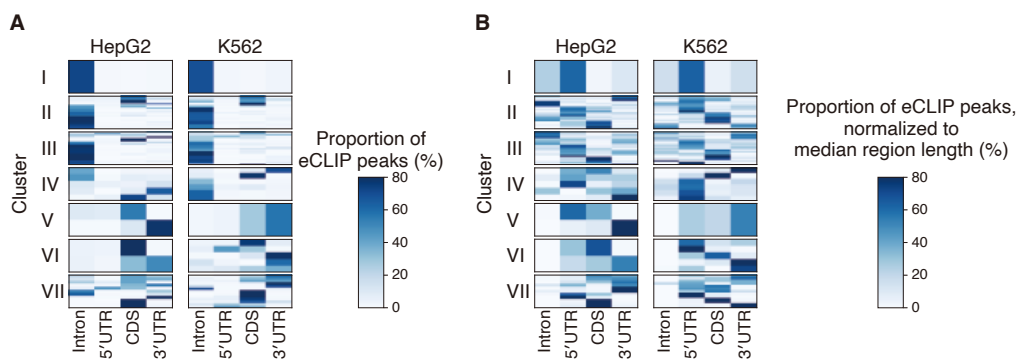 A
HepG2
K562
Cluster
I
II
III
IV
V
VI
VII
Intron
5′UTR
CDS
3′UTR
Intron
5′UTR
CDS
3′UTR
Proportion of
eCLIP peaks (%)
80
60
40
20
0
B
HepG2
K562
Cluster
I
II
III
IV
V
VI
VII
Intron
5′UTR
CDS
3′UTR
Intron
5′UTR
CDS
3′UTR
Proportion of eCLIP peaks,
normalized to
median region length (%)
80
60
40
20
0